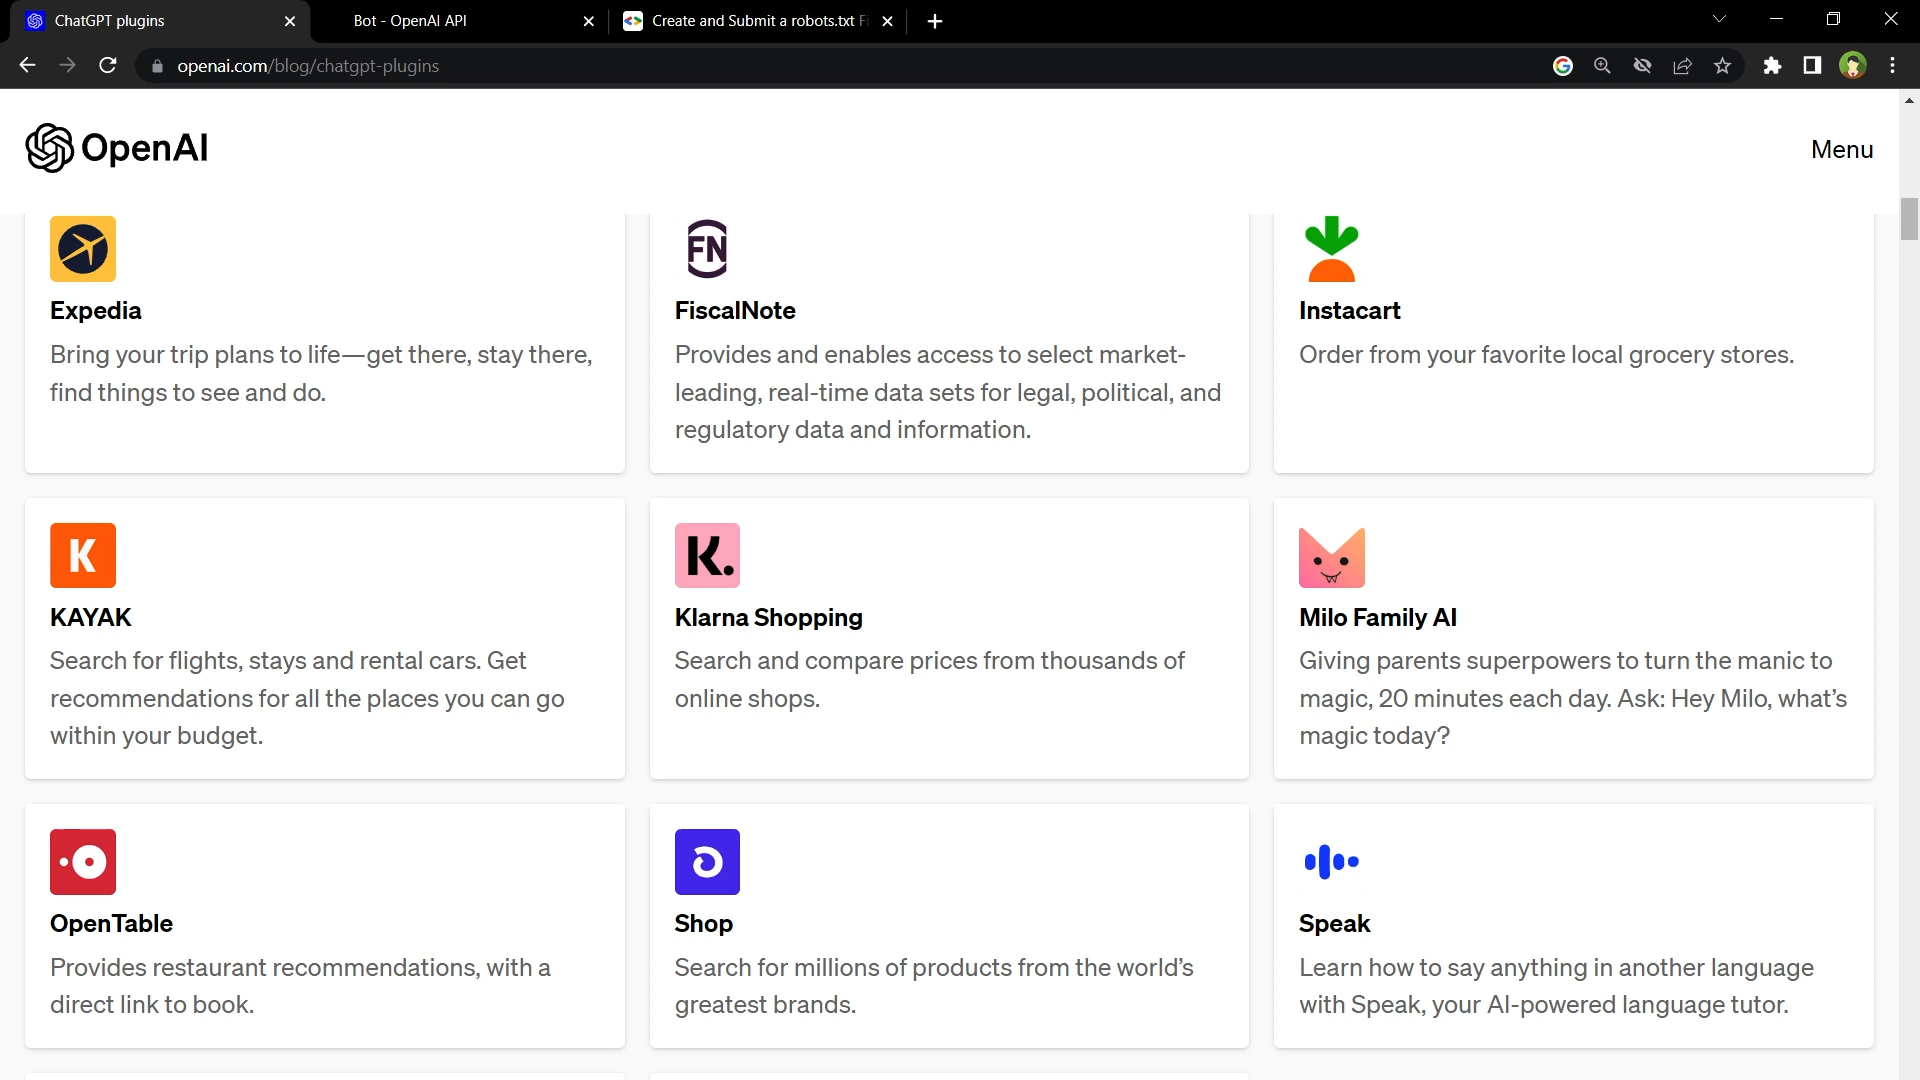 ChatGPT plugins
Bot - OpenAI API
Create and Submit a robots.txt Fi
openai.com/blog/chatgpt-plugins
OpenAI
Menu
Expedia
Bring your trip plans to life—get there, stay there,
find things to see and do.
FN
FiscalNote
Provides and enables access to select market-
leading, real-time data sets for legal, political, and
regulatory data and information.
Instacart
Order from your favorite local grocery stores.
K
KAYAK
Search for flights, stays and rental cars. Get
recommendations for all the places you can go
within your budget.
K.
Klarna Shopping
Search and compare prices from thousands of
online shops.
Milo Family AI
Giving parents superpowers to turn the manic to
magic, 20 minutes each day. Ask: Hey Milo, what’s
magic today?
OpenTable
Provides restaurant recommendations, with a
direct link to book.
Shop
Search for millions of products from the world’s
greatest brands.
Speak
Learn how to say anything in another language
with Speak, your AI-powered language tutor.